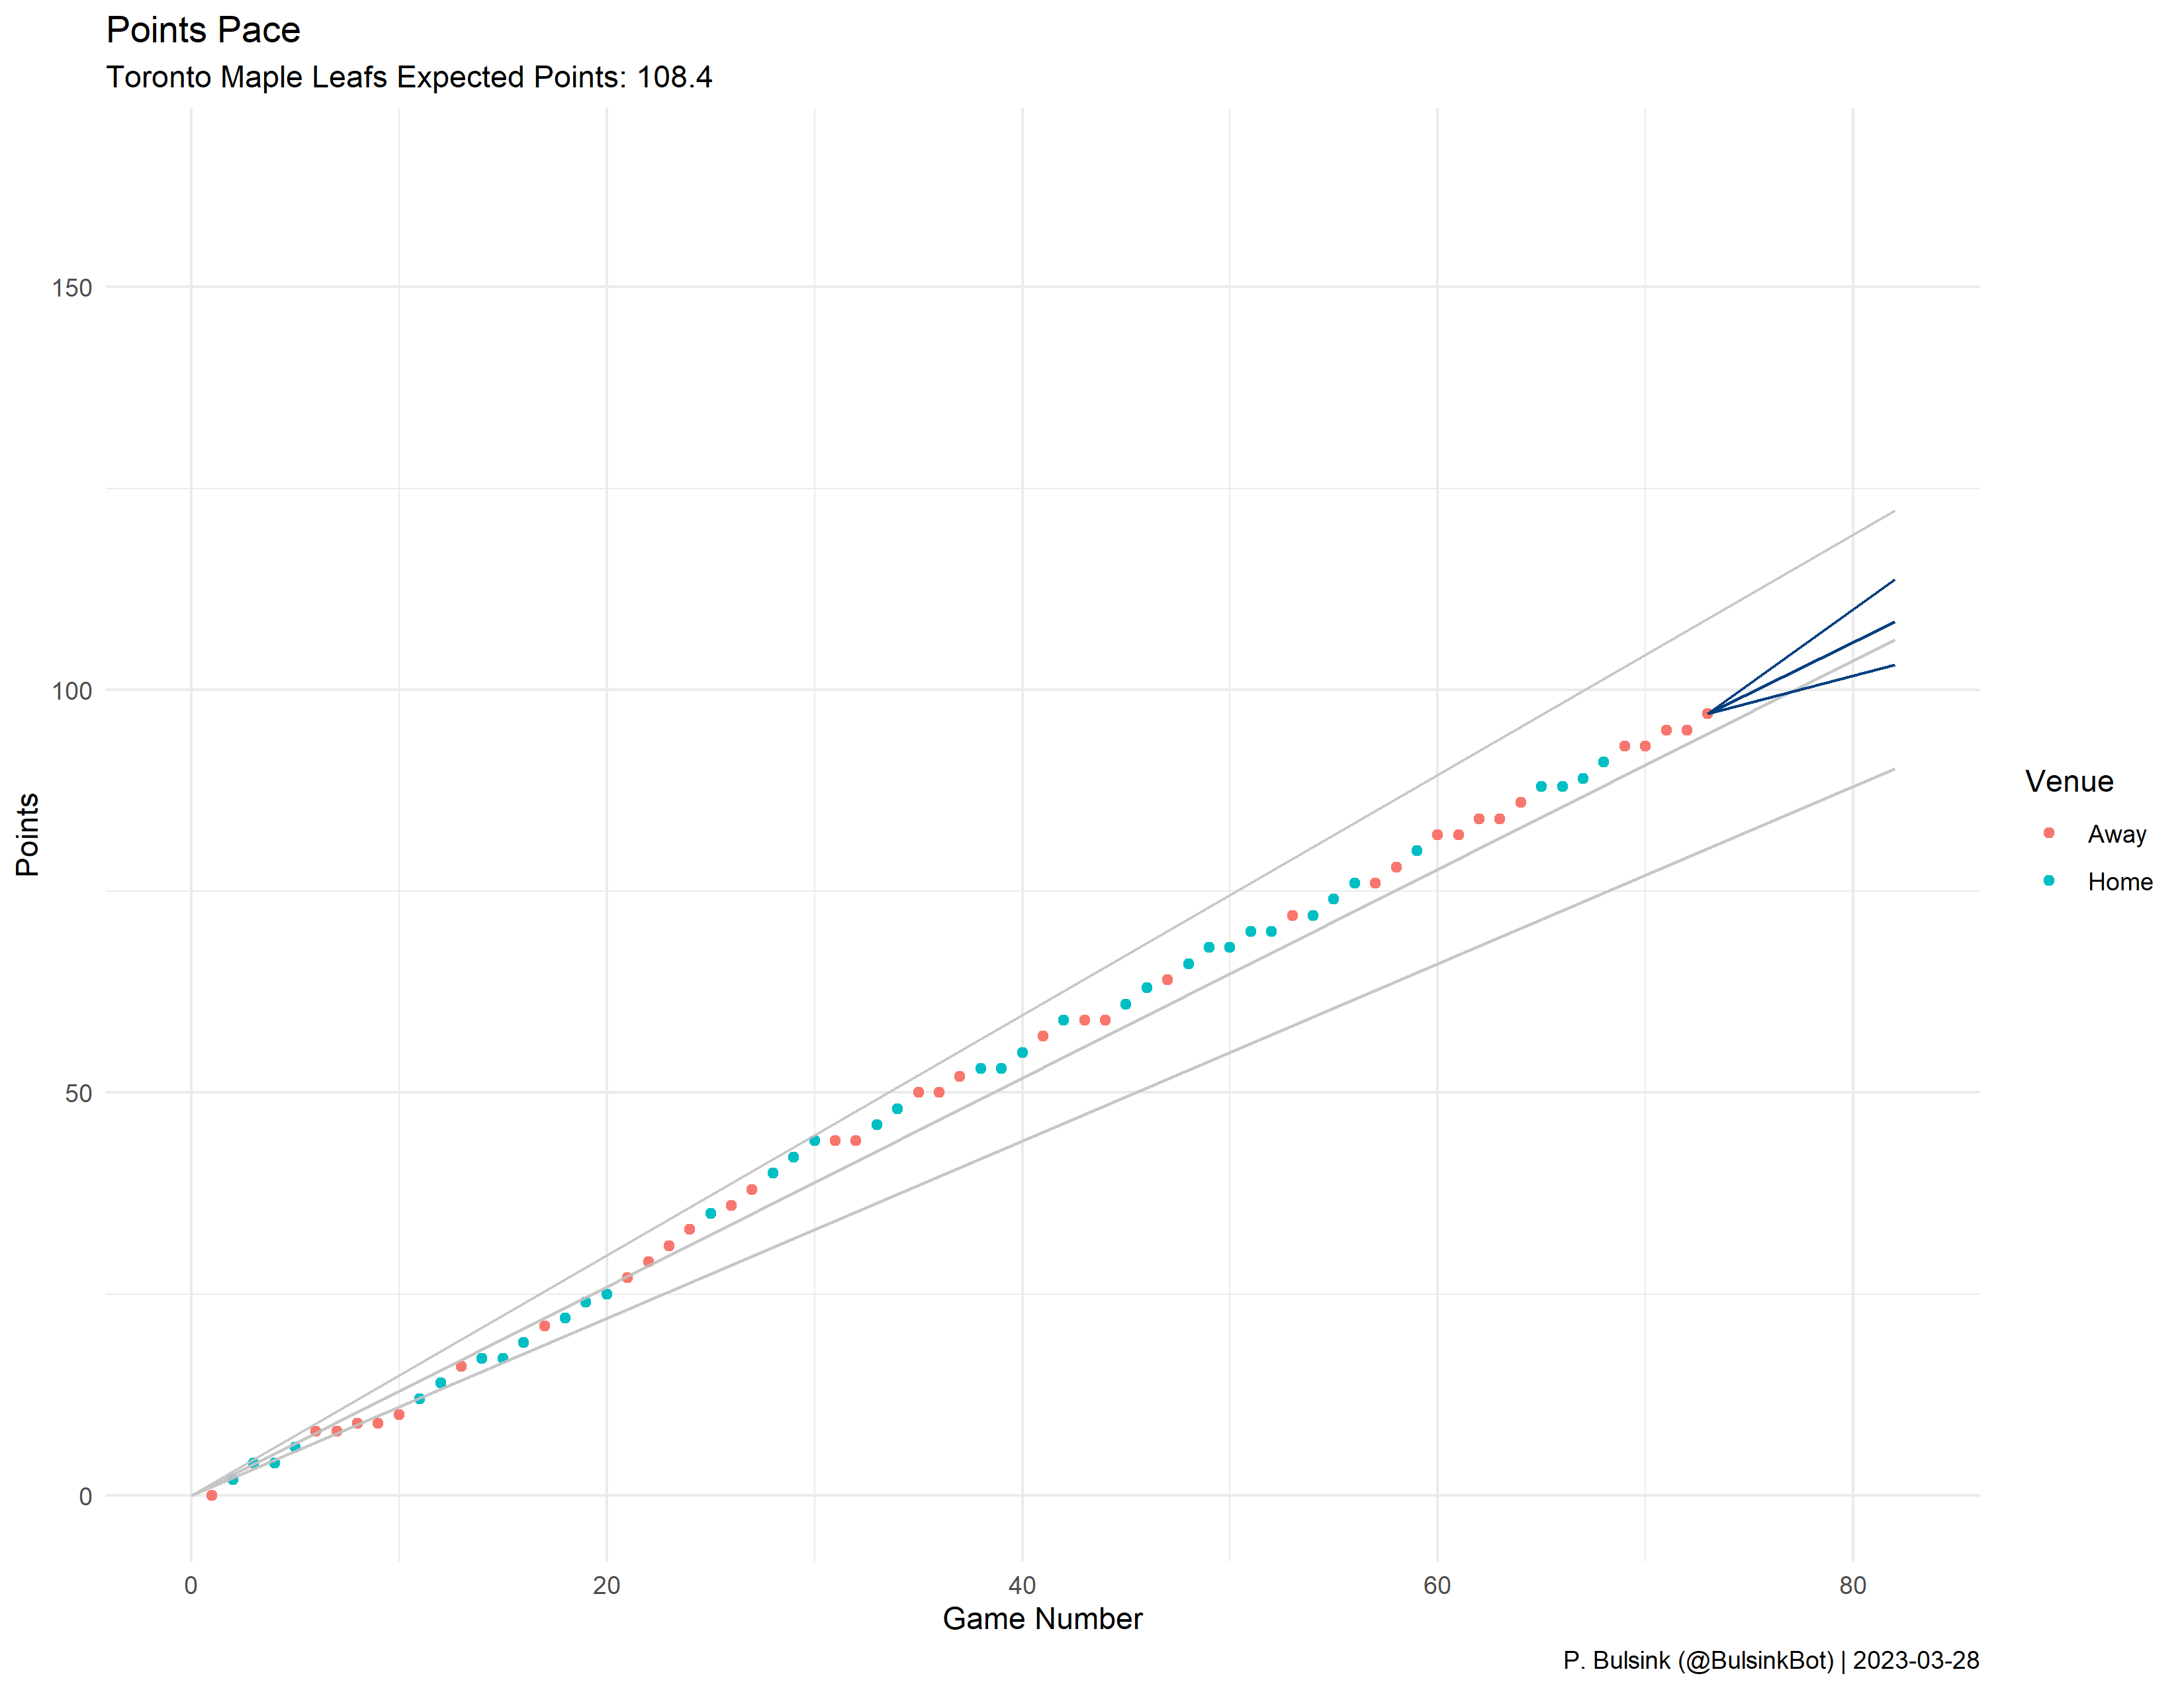 Points Pace
Toronto Maple Leafs Expected Points: 108.4
150
100
50
0
Points
0 20 40 60 80
Game Number
Venue
Away
Home
P. Bulsink (@BulsinkBot) | 2023-03-28